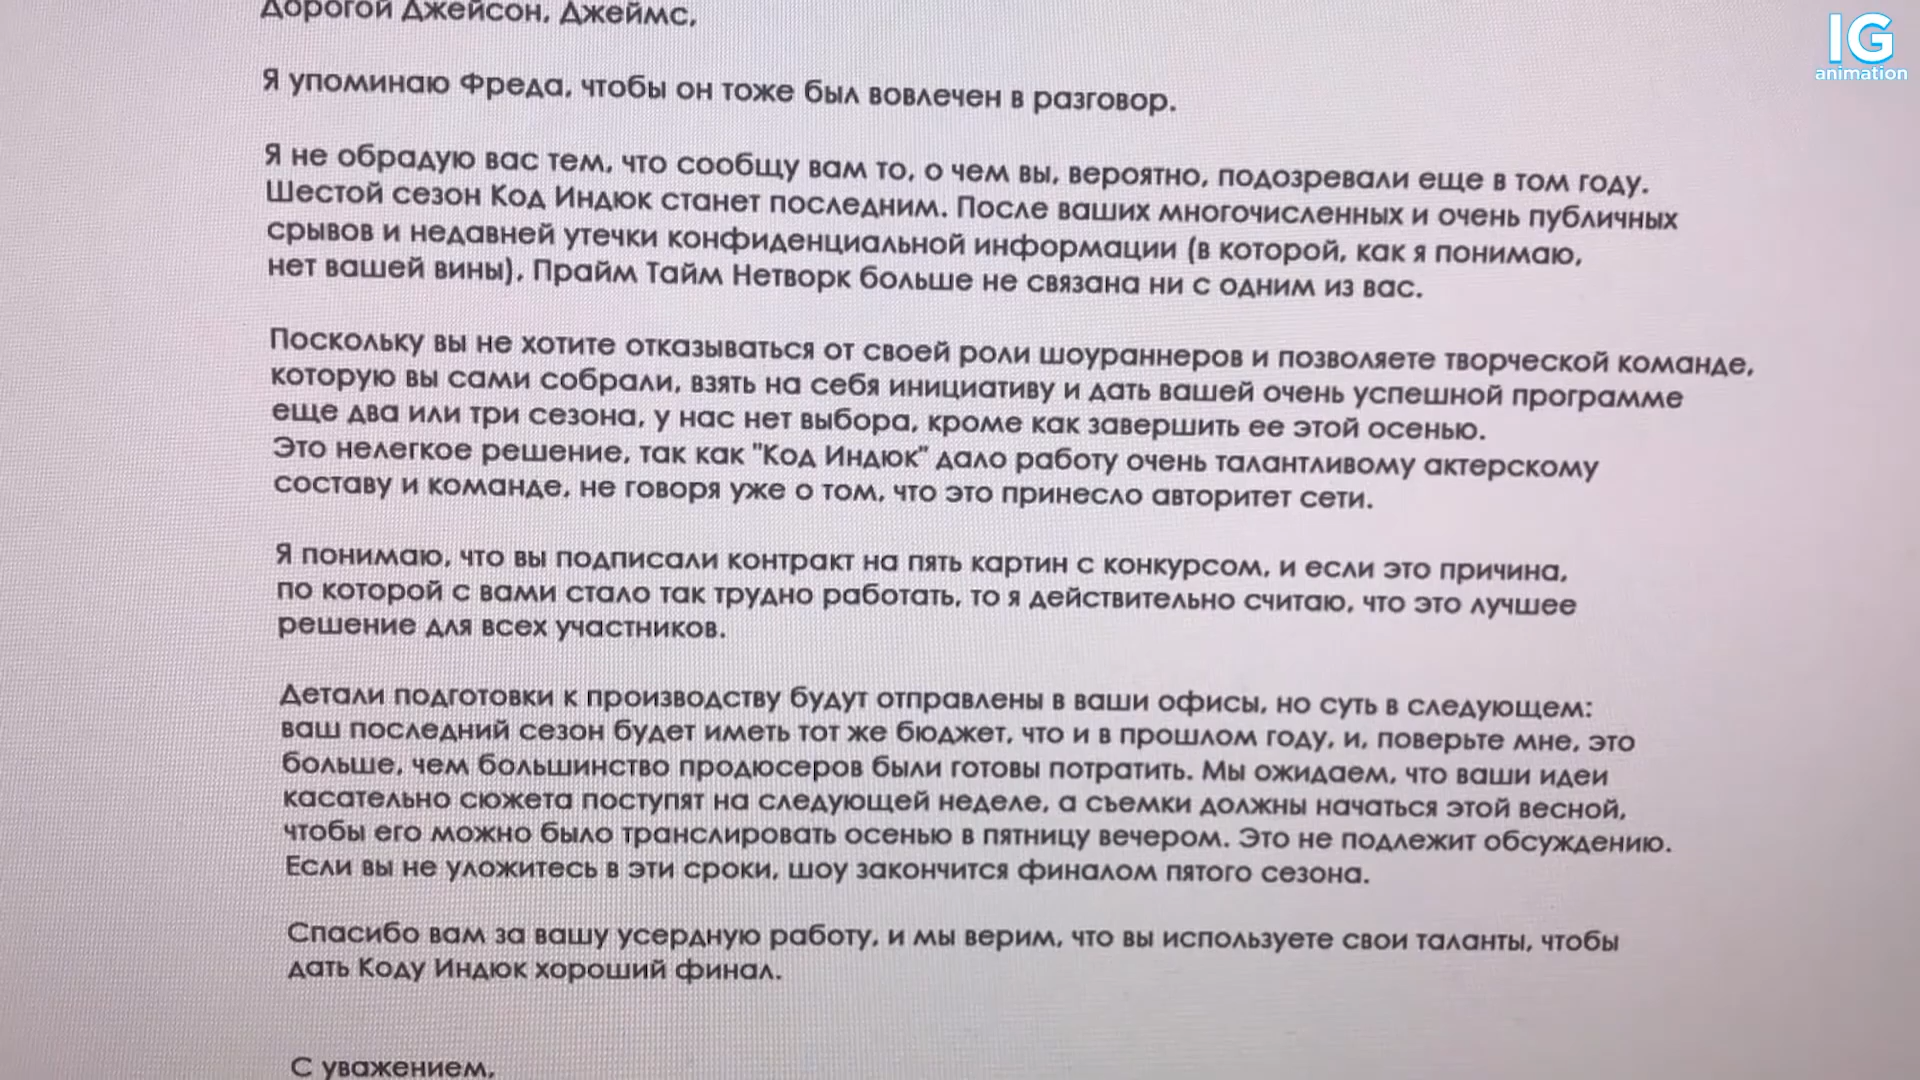 IG
animation
Дорогой Джейсон, Джеймс,
Я упоминаю Фреда, чтобы он тоже был вовлечен в разговор.
Я не обрадую вас тем, что сообщу вам то, о чем вы, вероятно, подозревали еще в том году.
Шестой сезон Код Индюк станет последним. После ваших многочисленных и очень публичных
срывов и недавней утечки конфиденциальной информации (в которой, как я понимаю,
нет вашей вины), Прайм Тайм Нетворк больше не связана ни с одним из вас.
Поскольку вы не хотите отказываться от своей роли шоураннеров и позволяете творческой команде,
которую вы сами собрали, взять на себя инициативу и дать вашей очень успешной программе
еще два или три сезона, у нас нет выбора, кроме как завершить ее этой осенью.
Это нелегкое решение, так как "Код Индюк" дало работу очень талантливому актерскому
составу и команде, не говоря уже о том, что это принесло авторитет сети.
Я понимаю, что вы подписали контракт на пять картин с конкурсом, и если это причина,
по которой с вами стало так трудно работать, то я действительно считаю, что это лучшее
решение для всех участников.
Детали подготовки к производству будут отправлены в ваши офисы, но суть в следующем:
ваш последний сезон будет иметь тот же бюджет, что и в прошлом году, и, поверьте мне, это
больше, чем большинство продюсеров были готовы потратить. Мы ожидаем, что ваши идеи
касательно сюжета поступят на следующей неделе, а съемки должны начаться этой весной,
чтобы его можно было транслировать осенью в пятницу вечером. Это не подлежит обсуждению.
Если вы не уложитесь в эти сроки, шоу закончится финалом пятого сезона.
Спасибо вам за вашу усердную работу, и мы верим, что вы используете свои таланты, чтобы
дать Коду Индюк хороший финал.
С уважением,